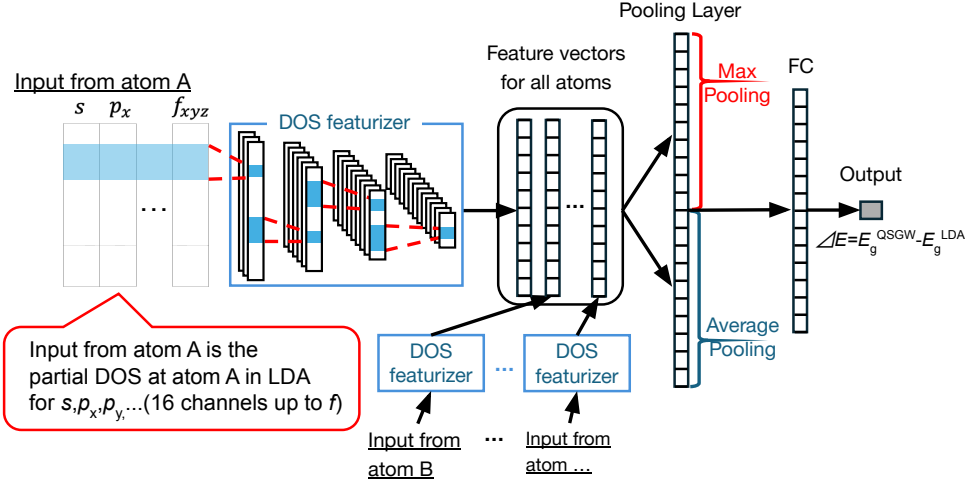 Pooling Layer
Feature vectors
for all atoms
Max
Pooling
FC
Input from atom A
s p_x f_xyz
...
DOS featurizer
...
Output
⊿E=E_g^QSGW-E_g^LDA
Input from atom A is the
partial DOS at atom A in LDA
for s,p_x,p_y,...(16 channels up to f)
Average
Pooling
DOS
featurizer
...
DOS
featurizer
Input from
atom B
...
Input from
atom ...